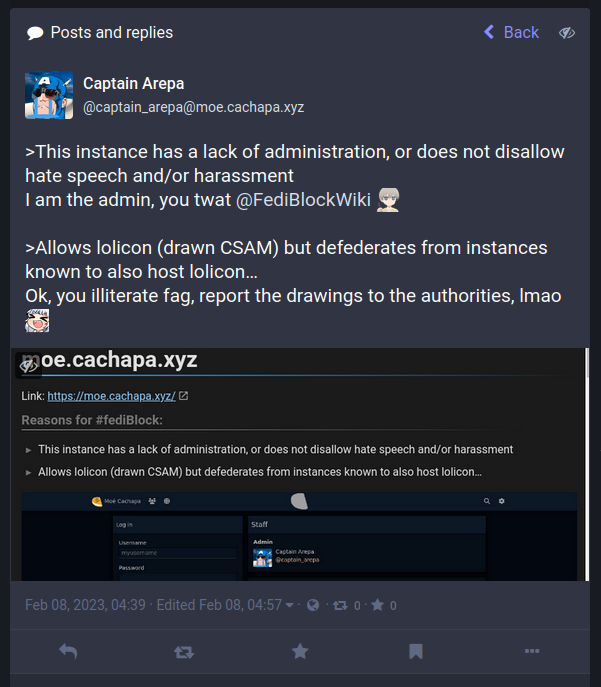 Posts and replies
Back
Captain Arepa
@captain_arepa@moe.cachapa.xyz
>This instance has a lack of administration, or does not disallow
hate speech and/or harassment
I am the admin, you twat @FediBlockWiki
>Allows lolicon (drawn CSAM) but defederates from instances
known to also host lolicon…
Ok, you illiterate fag, report the drawings to the authorities, lmao
moe.cachapa.xyz
Link: https://moe.cachapa.xyz/
Reasons for #fediBlock:
► This instance has a lack of administration, or does not disallow hate speech and/or harassment
► Allows lolicon (drawn CSAM) but defederates from instances known to also host lolicon…
Moé Cachapa
Log in
Staff
Username
myusername
Password
Admin
Captain Arepa
@captain_arepa
Feb 08, 2023, 04:39 · Edited Feb 08, 04:57 · · 0 · 0